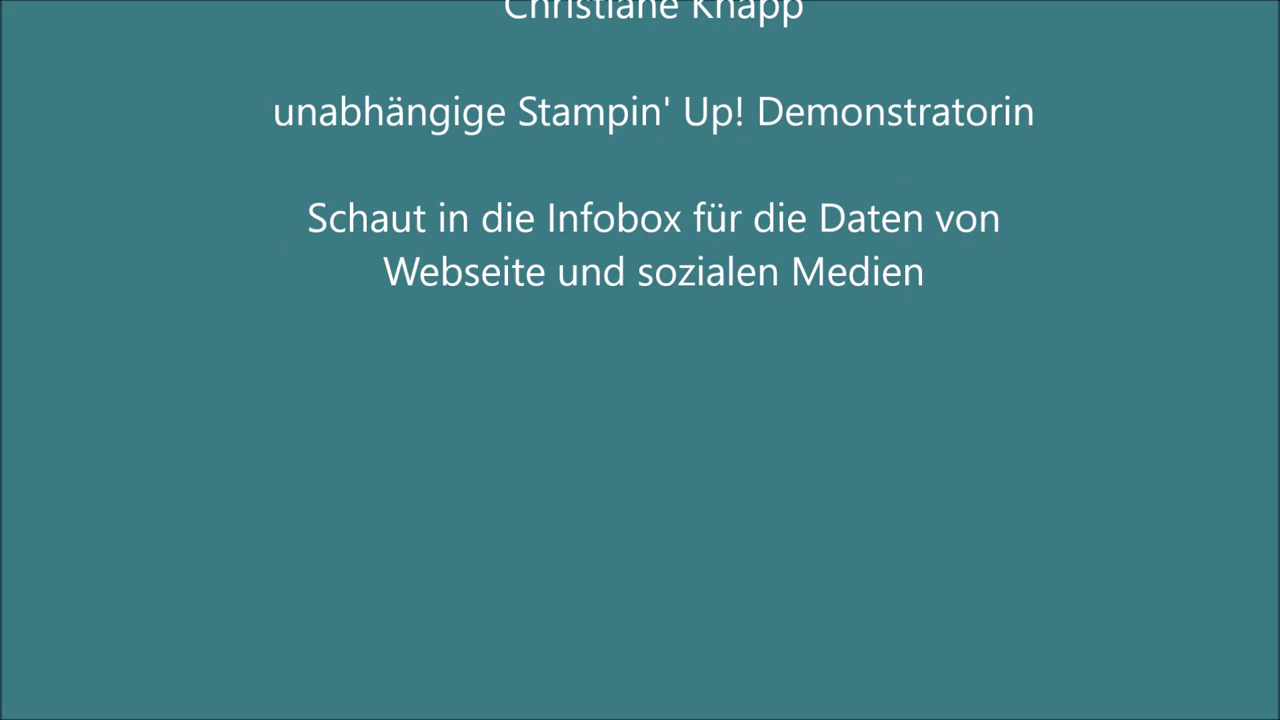 Christiane Knapp
unabhängige Stampin' Up! Demonstratorin
Schaut in die Infobox für die Daten von
Webseite und sozialen Medien